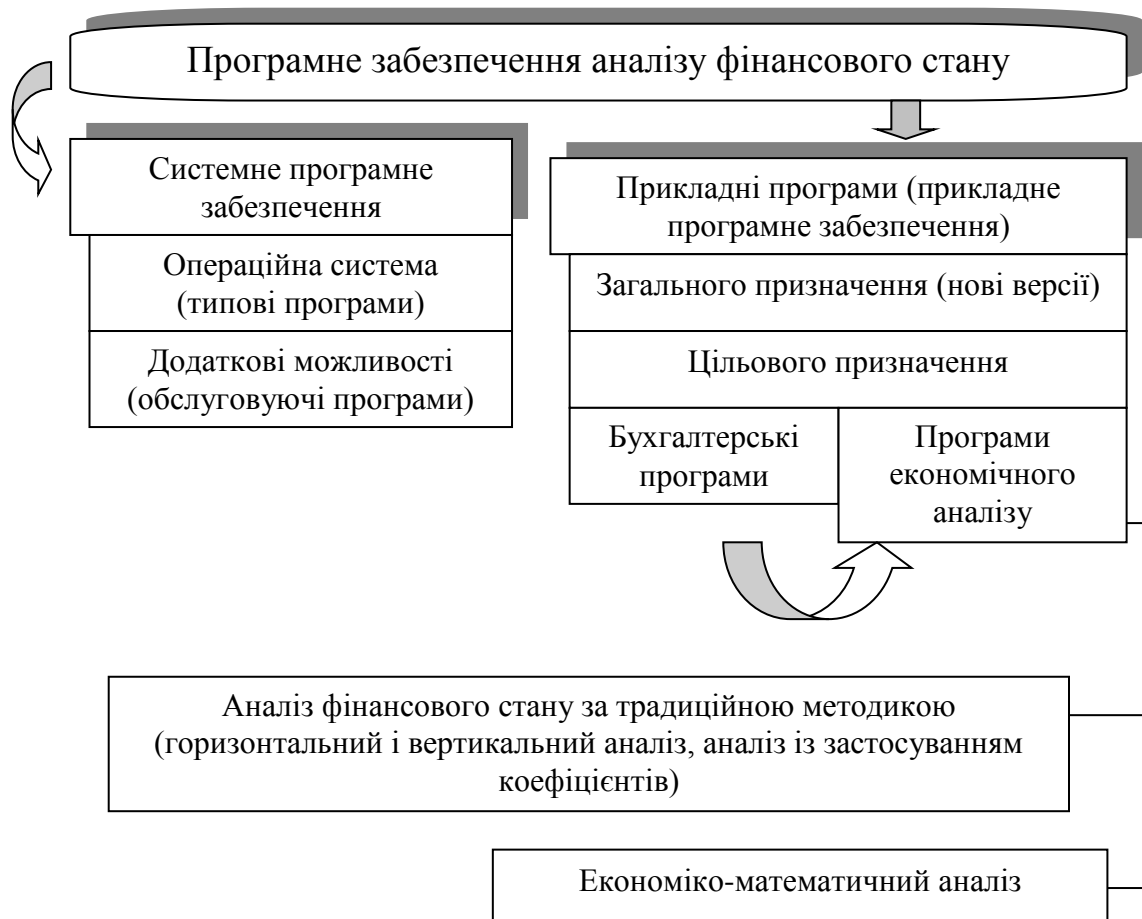 Програмне забезпечення аналізу фінансового стану
Системне програмне
забезпечення
Операційна система
(типові програми)
Додаткові можливості
(обслуговуючі програми)
Прикладні програми (прикладне
програмне забезпечення)
Загального призначення (нові версії)
Цільового призначення
Бухгалтерські
програми
Програми
економічного
аналізу
Аналіз фінансового стану за традиційною методикою
(горизонтальний і вертикальний аналіз, аналіз із застосуванням
коефіцієнтів)
Економіко-математичний аналіз